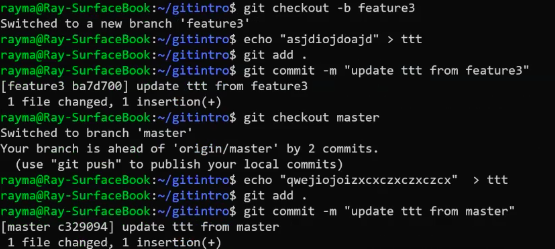 rayma@Ray-SurfaceBook:~/gitintro$ git checkout -b feature3
Switched to a new branch 'feature3'
rayma@Ray-SurfaceBook:~/gitintro$ echo "asjdiojdoajd" > ttt
rayma@Ray-SurfaceBook:~/gitintro$ git add .
rayma@Ray-SurfaceBook:~/gitintro$ git commit -m "update ttt from feature3"
[feature3 ba7d700] update ttt from feature3
 1 file changed, 1 insertion(+)
rayma@Ray-SurfaceBook:~/gitintro$ git checkout master
Switched to branch 'master'
Your branch is ahead of 'origin/master' by 2 commits.
  (use "git push" to publish your local commits)
rayma@Ray-SurfaceBook:~/gitintro$ echo "qwejiojoizxcxczxczxczcx"  > ttt
rayma@Ray-SurfaceBook:~/gitintro$ git add .
rayma@Ray-SurfaceBook:~/gitintro$ git commit -m "update ttt from master"
[master c329094] update ttt from master
 1 file changed, 1 insertion(+)